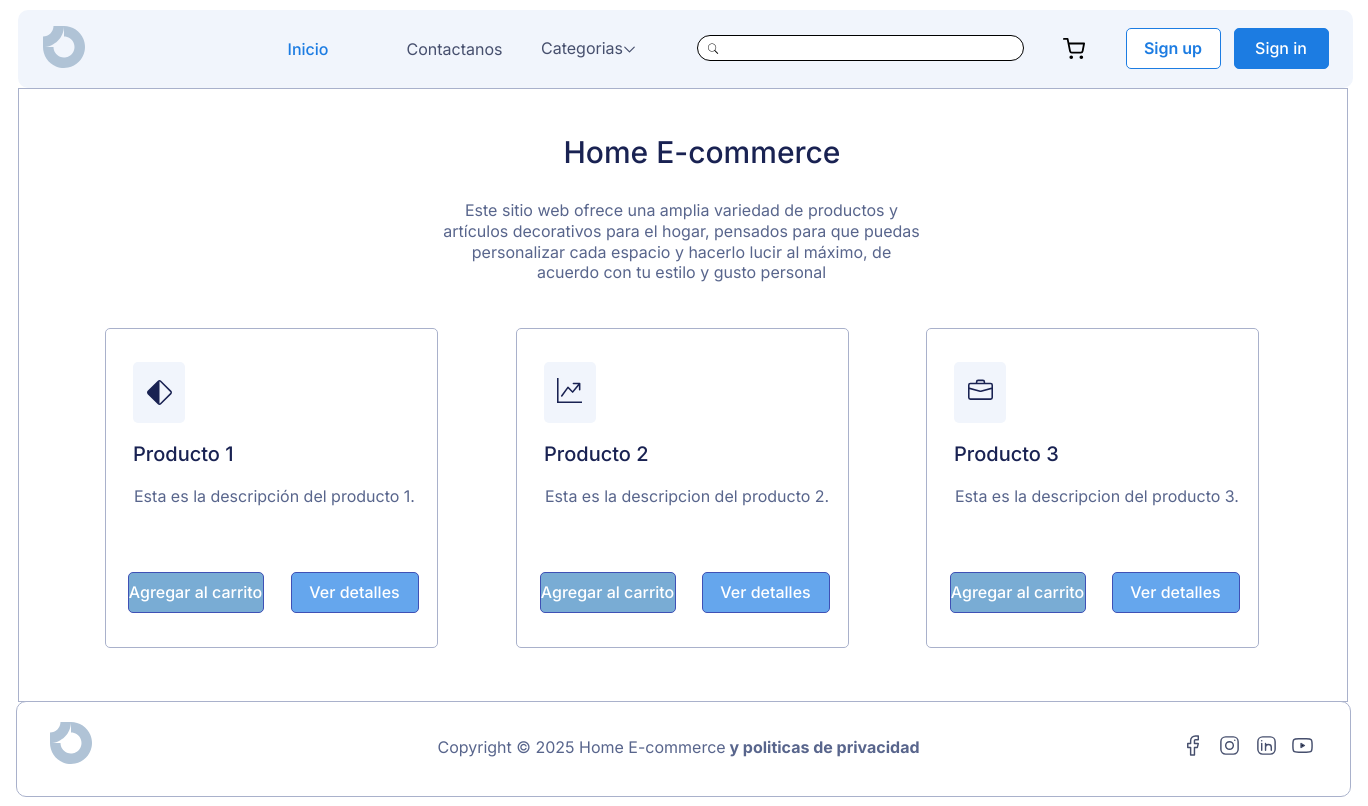 Inicio
Contactanos
Categorias
Sign up
Sign in
Home E-commerce
Este sitio web ofrece una amplia variedad de productos y
artículos decorativos para el hogar, pensados para que puedas
personalizar cada espacio y hacerlo lucir al máximo, de
acuerdo con tu estilo y gusto personal
Producto 1
Esta es la descripción del producto 1.
Agregar al carrito
Ver detalles
Producto 2
Esta es la descripcion del producto 2.
Agregar al carrito
Ver detalles
Producto 3
Esta es la descripcion del producto 3.
Agregar al carrito
Ver detalles
Copyright © 2025 Home E-commerce y politicas de privacidad